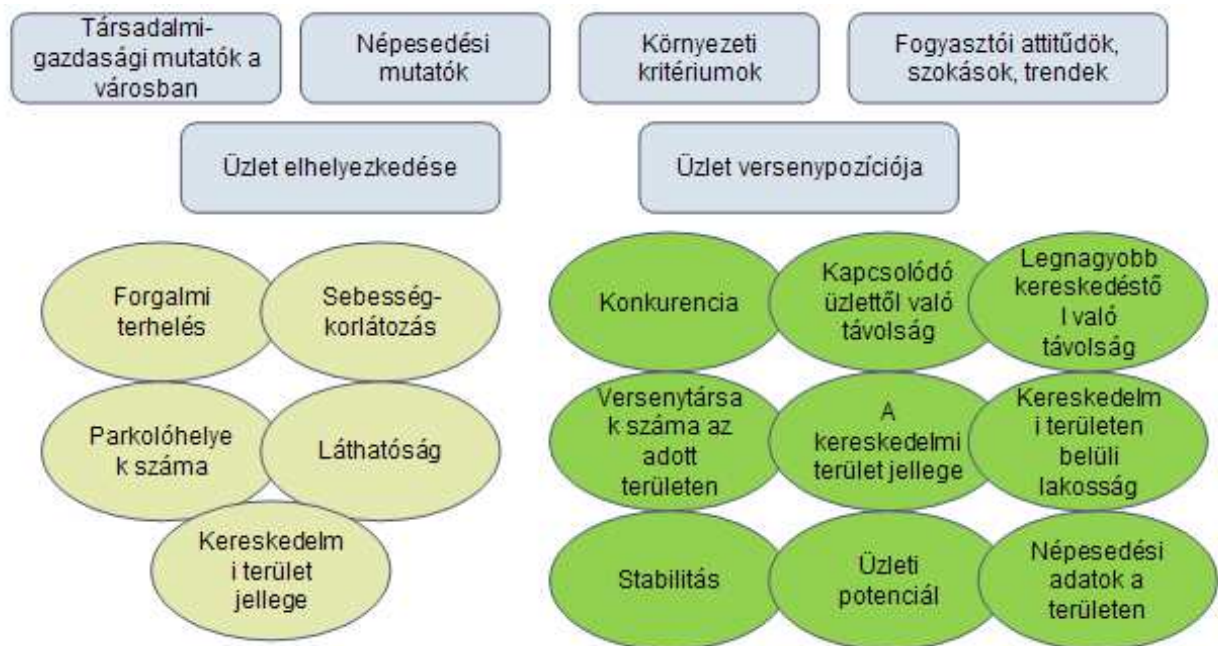 Társadalmi-
gazdasági mutatók a
városban
Népesedési
mutatók
Környezeti
kritériumok
Fogyasztói attitűdök,
szokások, trendek
Üzlet elhelyezkedése
Üzlet versenypozíciója
Forgalmi
terhelés
Sebesség-
korlátozás
Parkolóhelye
k száma
Láthatóság
Kereskedelm
i terület
jellege
Konkurencia
Kapcsolódó
üzlettől való
távolság
Legnagyobb
kereskedéstő
l való
távolság
Versenytársa
k száma az
adott
területen
A
kereskedelmi
terület jellege
Kereskedelm
i területen
belüli
lakosság
Stabilitás
Üzleti
potenciál
Népesedési
adatok a
területen